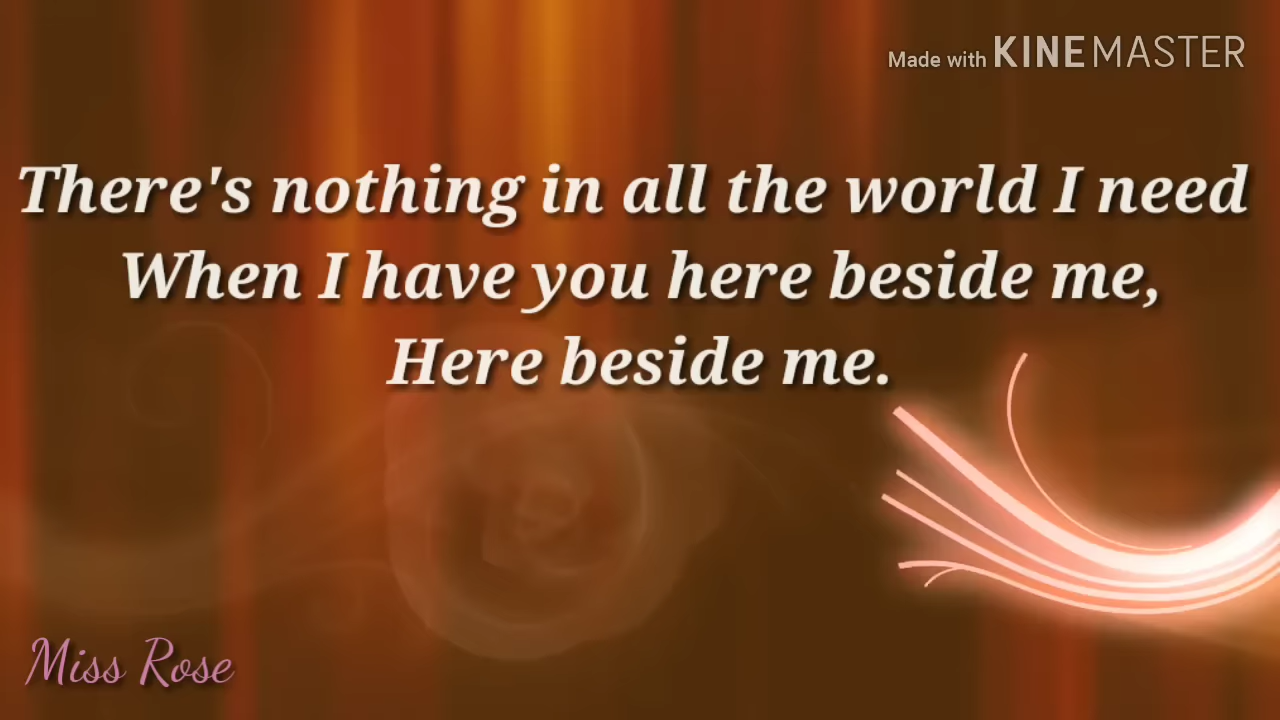 Made with KINEMASTER
There's nothing in all the world I need
When I have you here beside me,
Here beside me.
Miss Rose